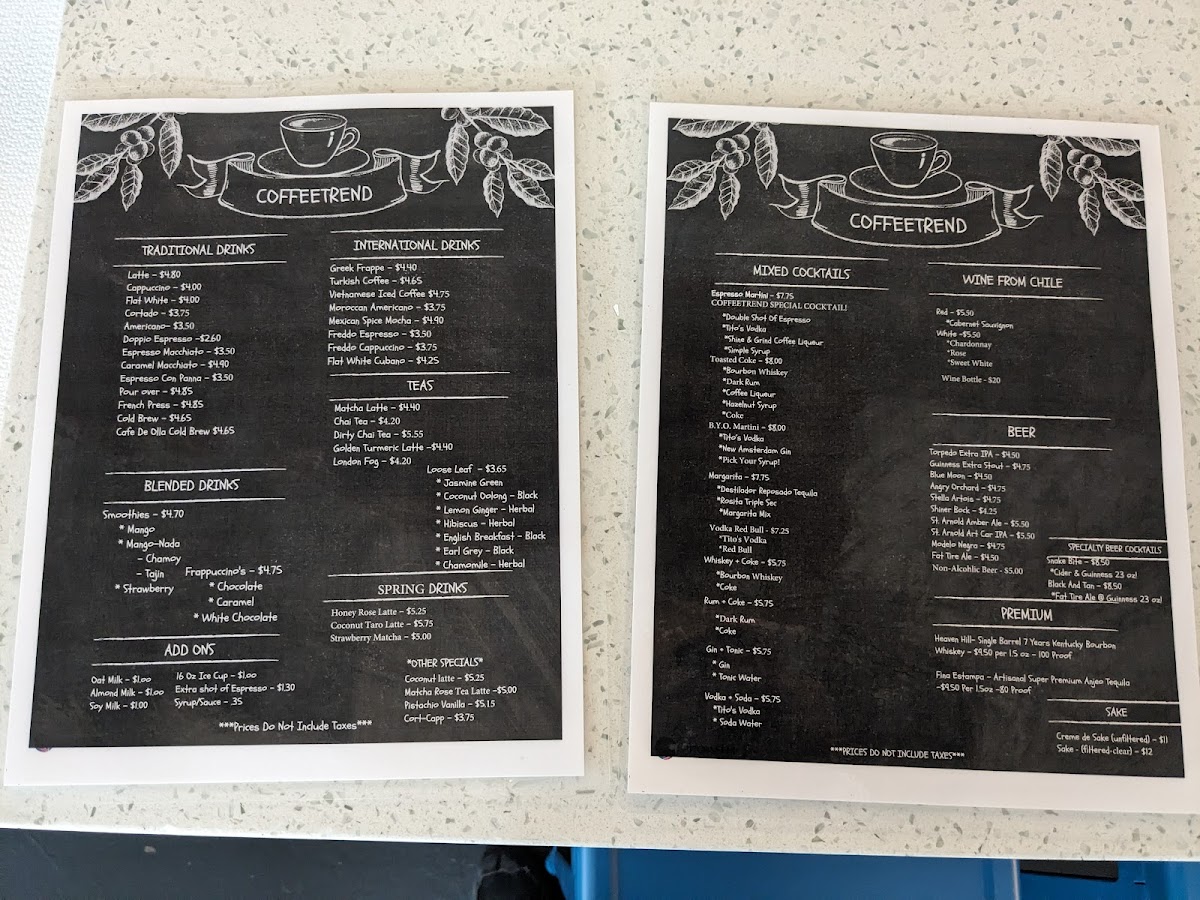 COFFEETREND
TRADITIONAL DRINKS
Latte - $4.80
Cappuccino - $4.00
Flat White - $4.00
Cortado - $3.75
Americano- $3.50
Doppio Espresso -$2.60
Espresso Macchiato - $3.50
Caramel Macchiato - $4.90
Espresso Con Panna - $3.50
Pour over - $4.85
French Press - $4.85
Cold Brew - $4.65
Cafe De Olla Cold Brew $4.65
BLENDED DRINKS
Smoothies - $4.70
* Mango
* Mango-Nada
- Chamoy
- Tajin
* Strawberry
Frappuccino's - $4.75
* Chocolate
* Caramel
* White Chocolate
ADD ONS
Oat Milk - $1.00
Almond Milk - $1.00
Soy Milk - $1.00
16 Oz Ice Cup - $1.00
Extra shot of Espresso - $1.30
Syrup/Sauce - .35
INTERNATIONAL DRINKS
Greek Frappe - $4.40
Turkish Coffee - $4.65
Vietnamese Iced Coffee $4.75
Moroccan Americano - $3.75
Mexican Spice Mocha - $4.90
Freddo Espresso - $3.50
Freddo Cappuccino - $3.75
Flat White Cubano - $4.25
TEAS
Matcha Latte - $4.40
Chai Tea - $4.20
Dirty Chai Tea - $5.55
Golden Turmeric Latte -$4.40
London Fog - $4.20
Loose Leaf - $3.65
* Jasmine Green
* Coconut Oolong - Black
* Lemon Ginger - Herbal
* Hibiscus - Herbal
* English Breakfast - Black
* Earl Grey - Black
* Chamomile - Herbal
SPRING DRINKS
Honey Rose Latte - $5.25
Coconut Taro Latte - $5.75
Strawberry Matcha - $5.00
*OTHER SPECIALS*
Coconut latte - $5.25
Matcha Rose Tea Latte -$5.00
Pistachio Vanilla - $5.15
Cort-Capp - $3.75
***Prices Do Not Include Taxes***
COFFEETREND
MIXED COCKTAILS
Espresso Martini - $7.75
COFFEETREND SPECIAL COCKTAIL!
*Double Shot Of Espresso
*Tito's Vodka
*Shine & Grind Coffee Liqueur
*Simple Syrup
Toasted Coke - $8.00
*Bourbon Whiskey
*Dark Rum
*Coffee Liqueur
*Hazelnut Syrup
*Coke
B.Y.O. Martini - $8.00
*Tito's Vodka
*New Amsterdam Gin
*Pick Your Syrup!
Margarita - $7.75
*Destilador Reposado Tequila
*Rosita Triple Sec
*Margarita Mix
Vodka Red Bull - $7.25
*Tito's Vodka
*Red Bull
Whiskey + Coke - $5.75
*Bourbon Whiskey
*Coke
Rum + Coke - $5.75
*Dark Rum
*Coke
Gin + Tonic - $5.75
* Gin
* Tonic Water
Vodka + Soda - $5.75
*Tito's Vodka
* Soda Water
WINE FROM CHILE
Red - $5.50
*Cabernet Sauvignon
White -$5.50
*Chardonnay
*Rose
*Sweet White
Wine Bottle - $20
BEER
Torpedo Extra IPA - $4.50
Guinness Extra Stout - $4.75
Blue Moon - $4.50
Angry Orchard - $4.75
Stella Artois - $4.75
Shiner Bock - $4.25
St. Arnold Amber Ale - $5.50
St. Arnold Art Car IPA - $5.50
Modelo Negra - $4.75
Fat Tire Ale - $4.50
Non-Alcohlic Beer - $5.00
SPECIALTY BEER COCKTAILS
Snake Bite - $8.50
*Cider & Guinness 23 oz!
Black And Tan - $8.50
*Fat Tire Ale @ Guinness 23 oz!
PREMIUM
Heaven Hill- Single Barrel 7 Years Kentucky Bourbon
Whiskey - $9.50 per 1.5 oz - 100 Proof
Fina Estampa - Artisanal Super Premium Anjeo Tequila
-$9.50 Per 1.5oz -80 Proof
SAKE
Creme de Sake (unfiltered) - $11
Sake - (filtered-clear) - $12
***PRICES DO NOT INCLUDE TAXES***